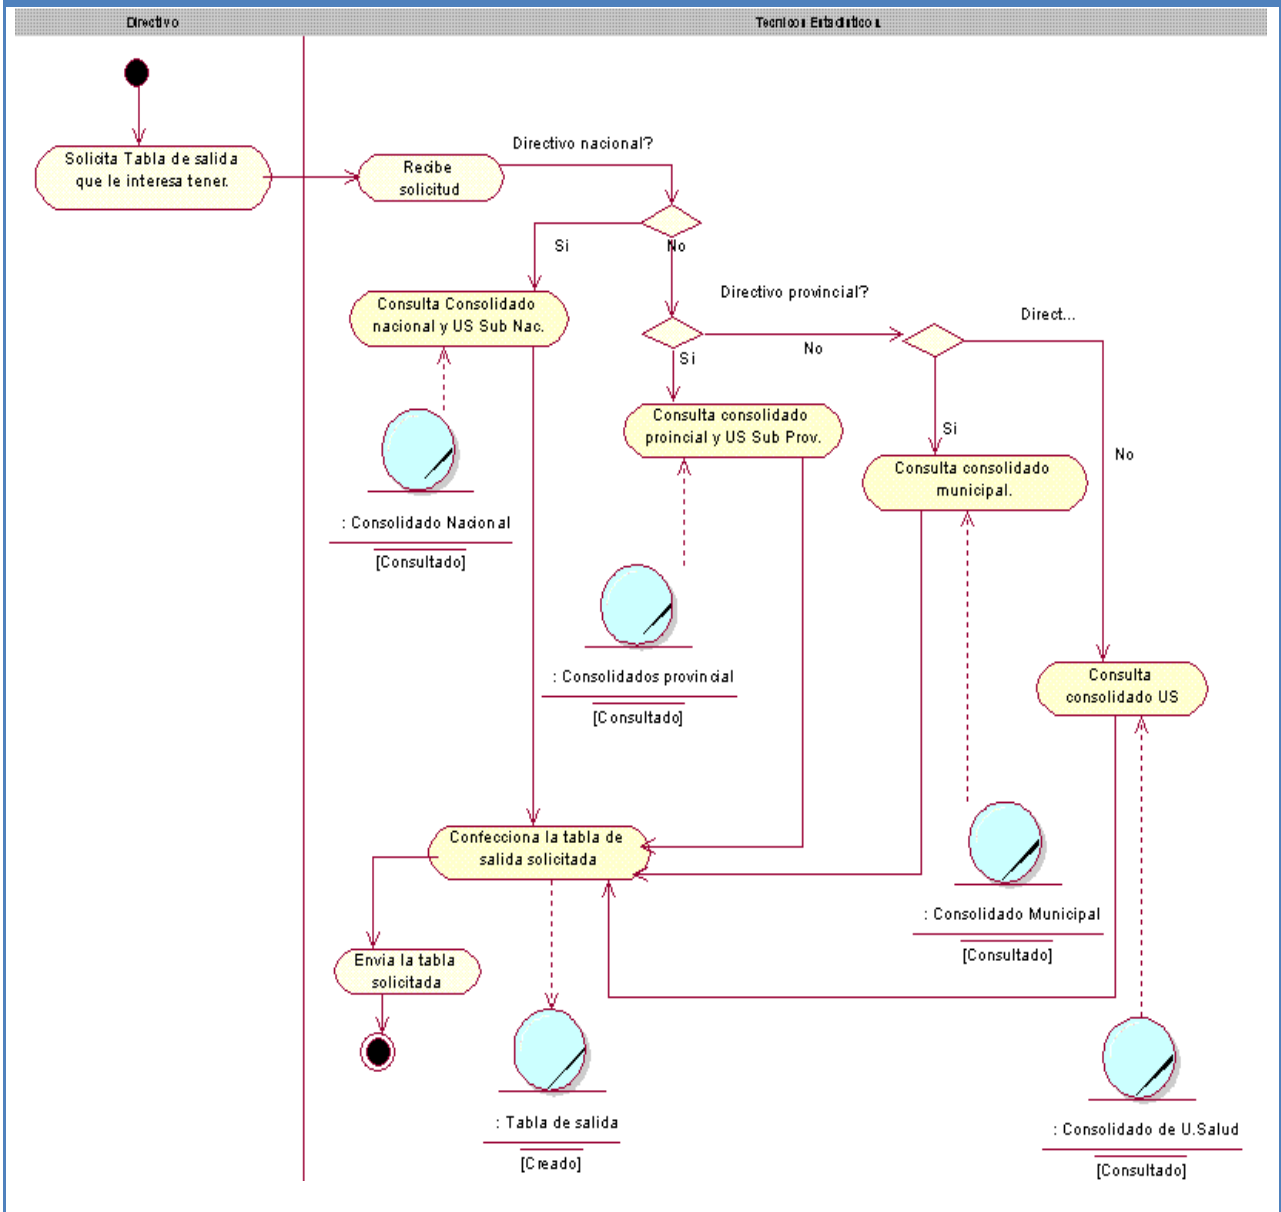 Directivo
Tecnicos Estadisticos.
Solicita Tabla de salida
que le interesa tener.
Recibe
solicitud
Directivo nacional?
Si
No
Consulta Consolidado
nacional y US Sub Nac.
Directivo provincial?
No
Si
Direct...
Consulta consolidado
proincial y US Sub Prov.
Si
No
Consulta consolidado
municipal.
: Consolidado Nacional
[Consultado]
: Consolidados provincial
[Consultado]
Consulta
consolidado US
Confecciona la tabla de
salida solicitada
: Consolidado Municipal
[Consultado]
Envia la tabla
solicitada
: Tabla de salida
[Creado]
: Consolidado de U.Salud
[Consultado]